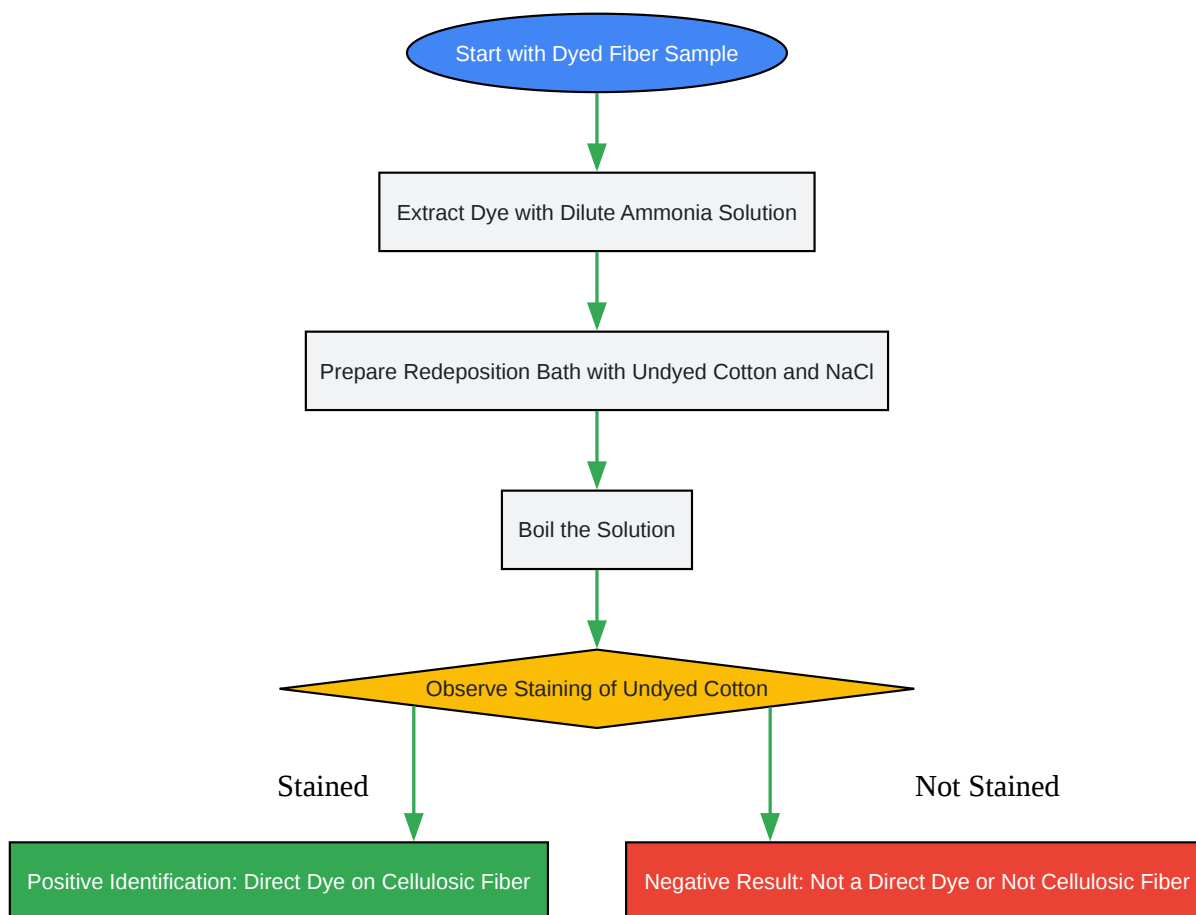 Start with Dyed Fiber Sample
Extract Dye with Dilute Ammonia Solution
Prepare Redeposition Bath with Undyed Cotton and NaCl
Boil the Solution
Observe Staining of Undyed Cotton
Stained
Not Stained
Positive Identification: Direct Dye on Cellulosic Fiber
Negative Result: Not a Direct Dye or Not Cellulosic Fiber